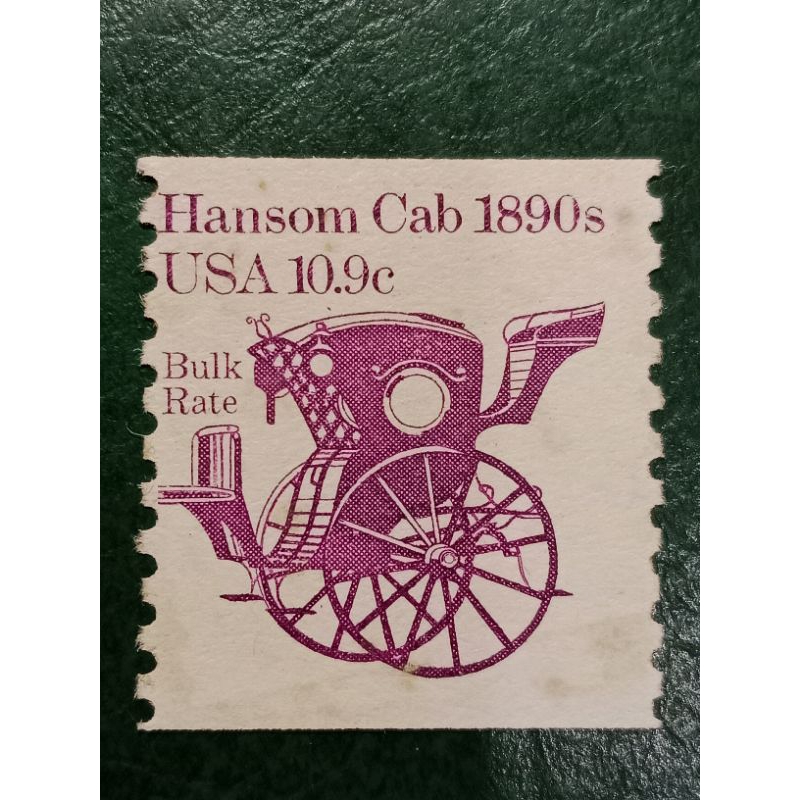 Hansom Cab 1890s
USA 10.9c
Bulk
Rate